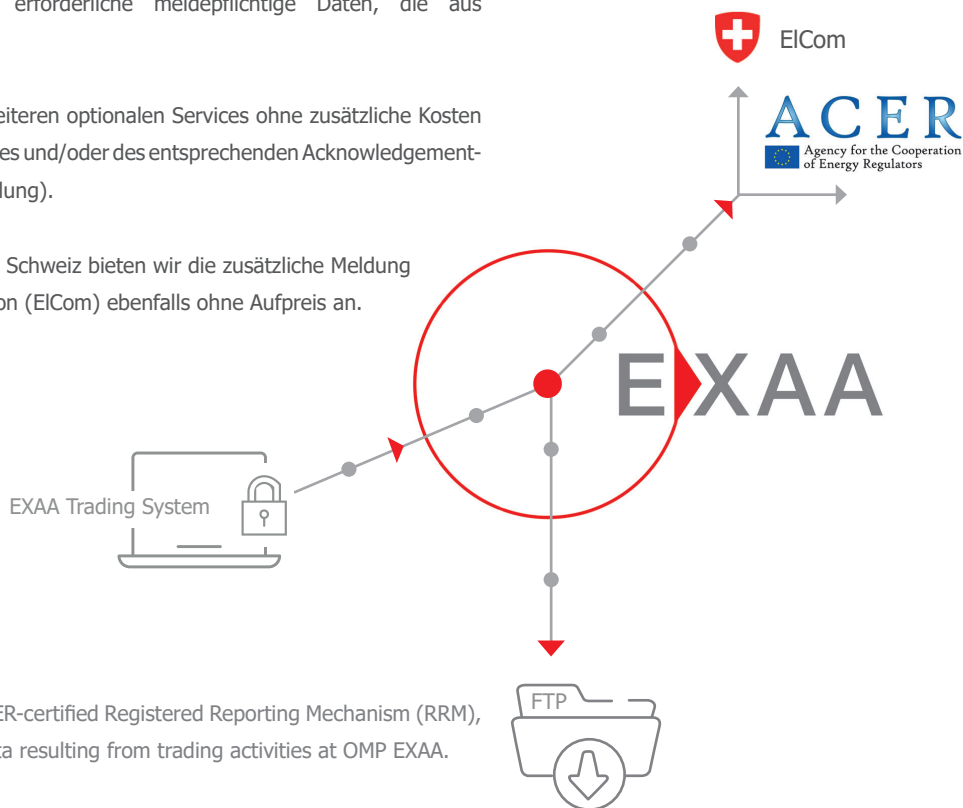 erforderliche meldepflichtige Daten, die aus
ElCom
ACER
Agency for the Cooperation
of Energy Regulators
eiteren optionalen Services ohne zusätzliche Kosten
es und/oder des entsprechenden Acknowledgement-
lung).
Schweiz bieten wir die zusätzliche Meldung
on (ElCom) ebenfalls ohne Aufpreis an.
EXAA
EXAA Trading System
FTP
ER-certified Registered Reporting Mechanism (RRM),
ta resulting from trading activities at OMP EXAA.